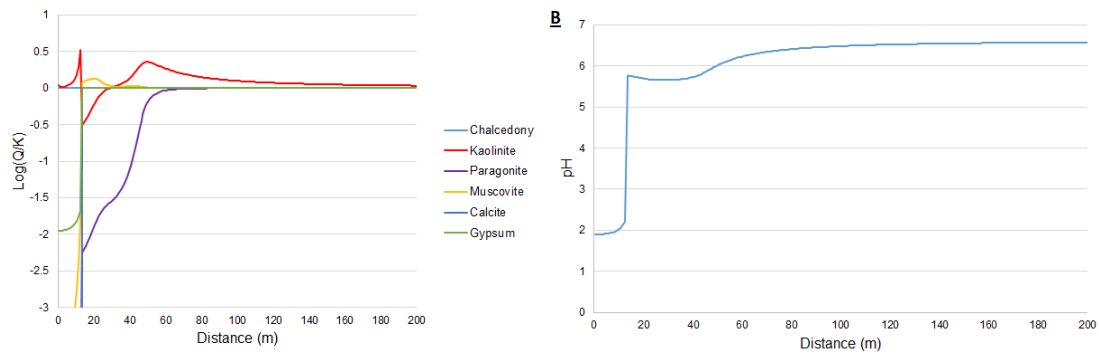 1
0.5
0
-0.5
-1
-1.5
-2
-2.5
-3
Log(Q/K)
0 20 40 60 80 100 120 140 160 180 200
Distance (m)
Chalcedony
Kaolinite
Paragonite
Muscovite
Calcite
Gypsum
B
7
6
5
4
3
2
1
0
pH
0 20 40 60 80 100 120 140 160 180 200
Distance (m)